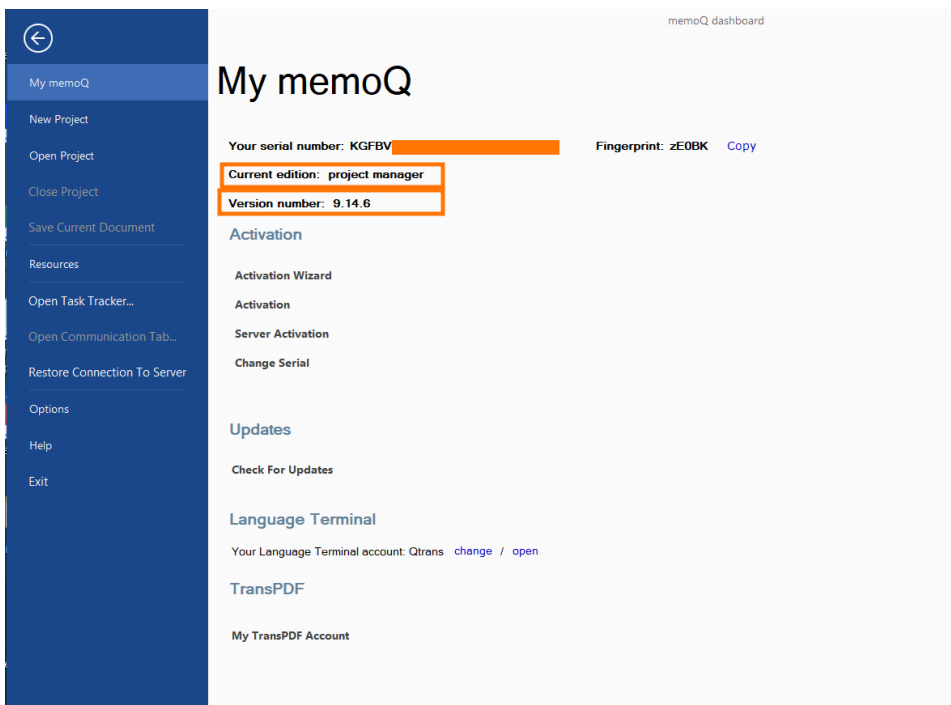 memoQ dashboard
My memoQ
New Project
Open Project
Close Project
Save Current Document
Resources
Open Task Tracker...
Open Communication Tab...
Restore Connection To Server
Options
Help
Exit
My memoQ
Your serial number: KGFBV
Fingerprint: zE0BK Copy
Current edition: project manager
Version number: 9.14.6
Activation
Activation Wizard
Activation
Server Activation
Change Serial
Updates
Check For Updates
Language Terminal
Your Language Terminal account: Qtrans change / open
TransPDF
My TransPDF Account